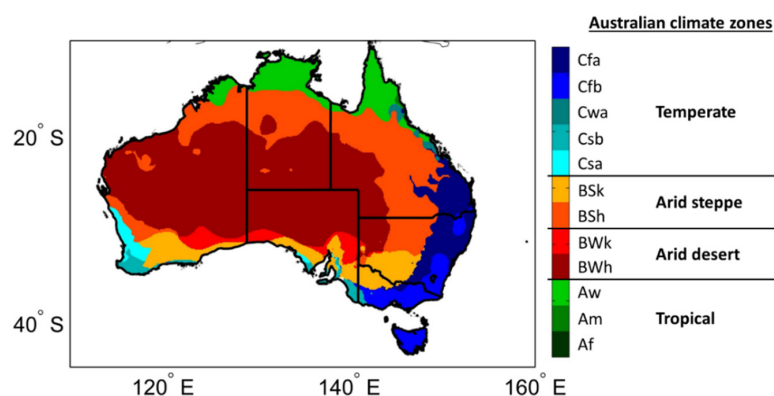 Australian climate zones
Cfa
Cfb
Cwa
Temperate
Csb
Csa
BSk
Arid steppe
BSh
BWk
Arid desert
BWh
Aw
Am
Tropical
Af
20° S
40° S
120° E
140° E
160° E